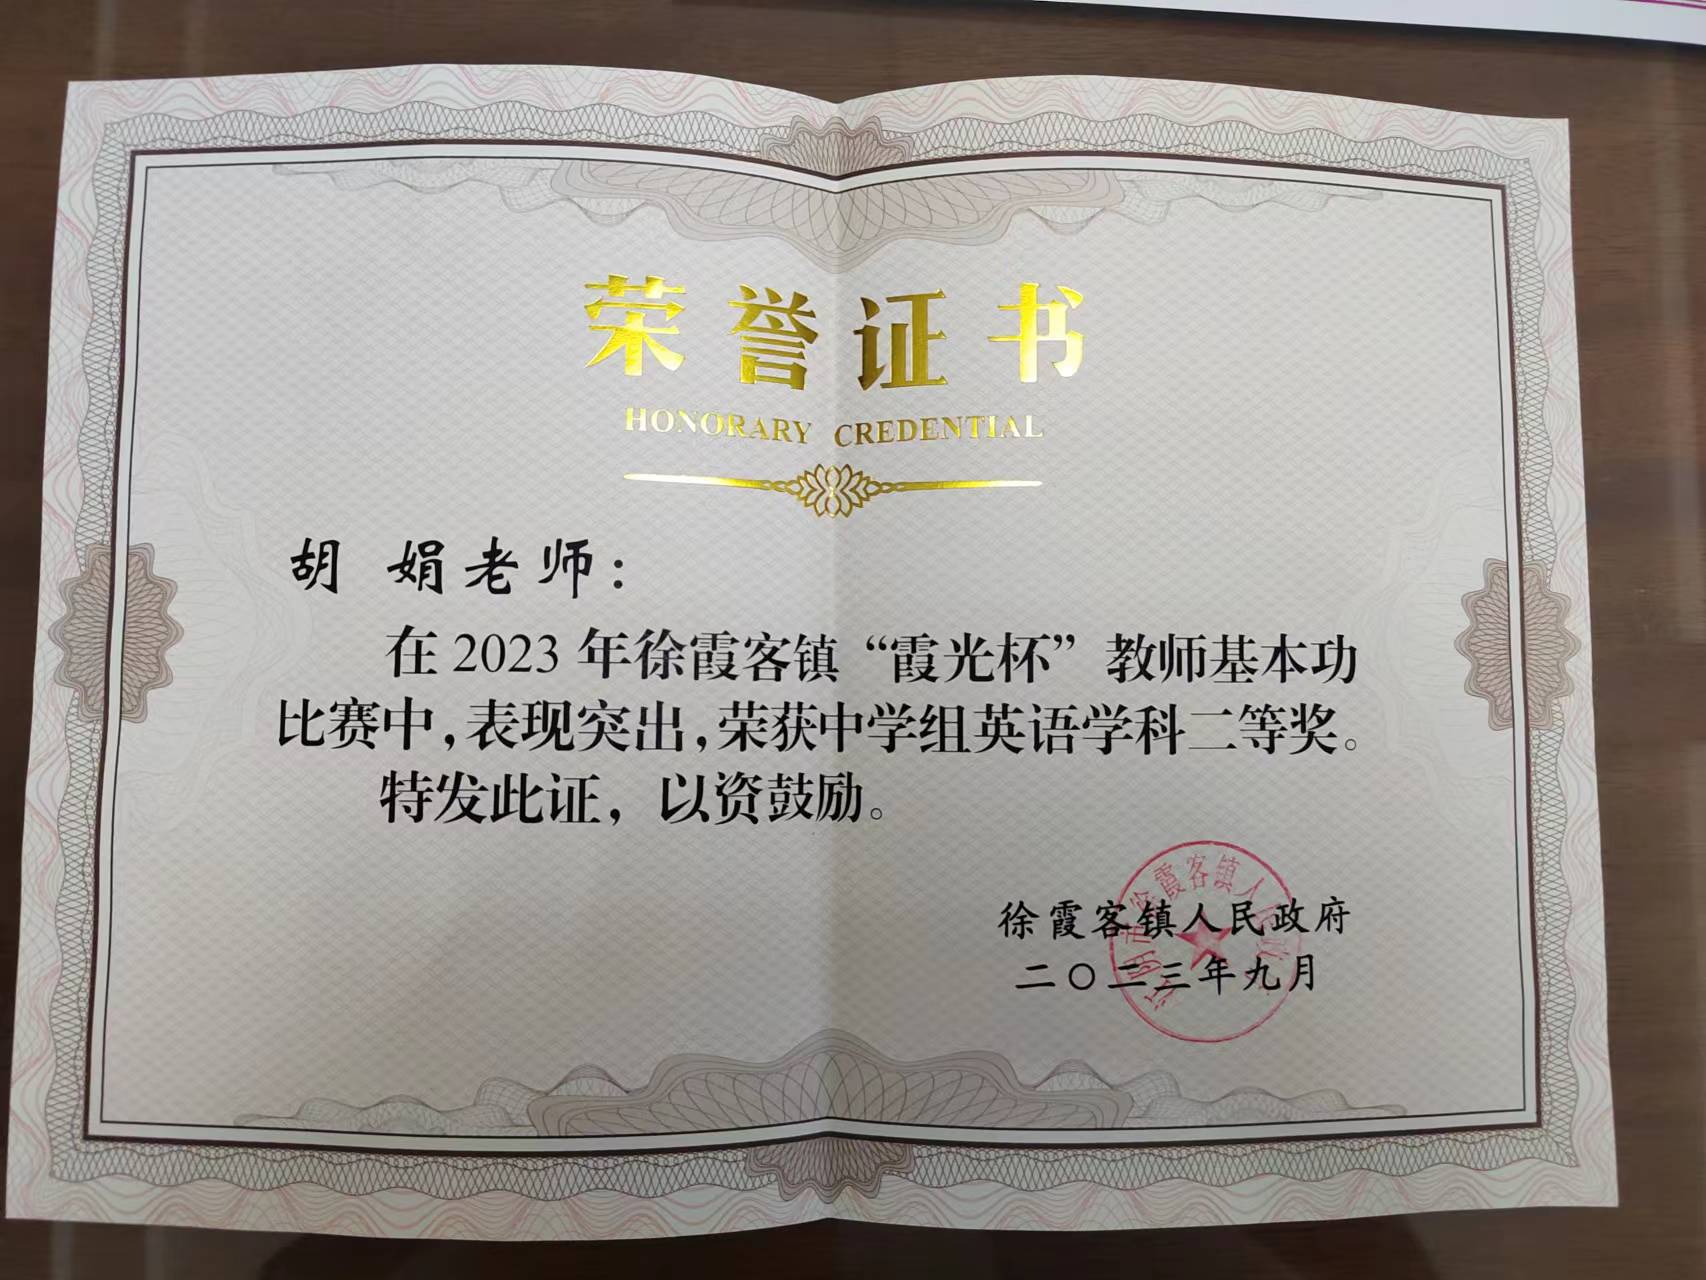 荣誉证书
HONORARY CREDENTIAL
胡 娟老师：
在2023年徐霞客镇“霞光杯”教师基本功
比赛中，表现突出，荣获中学组英语学科二等奖。
特发此证，以资鼓励。
徐霞客镇人民政府
二〇二三年九月